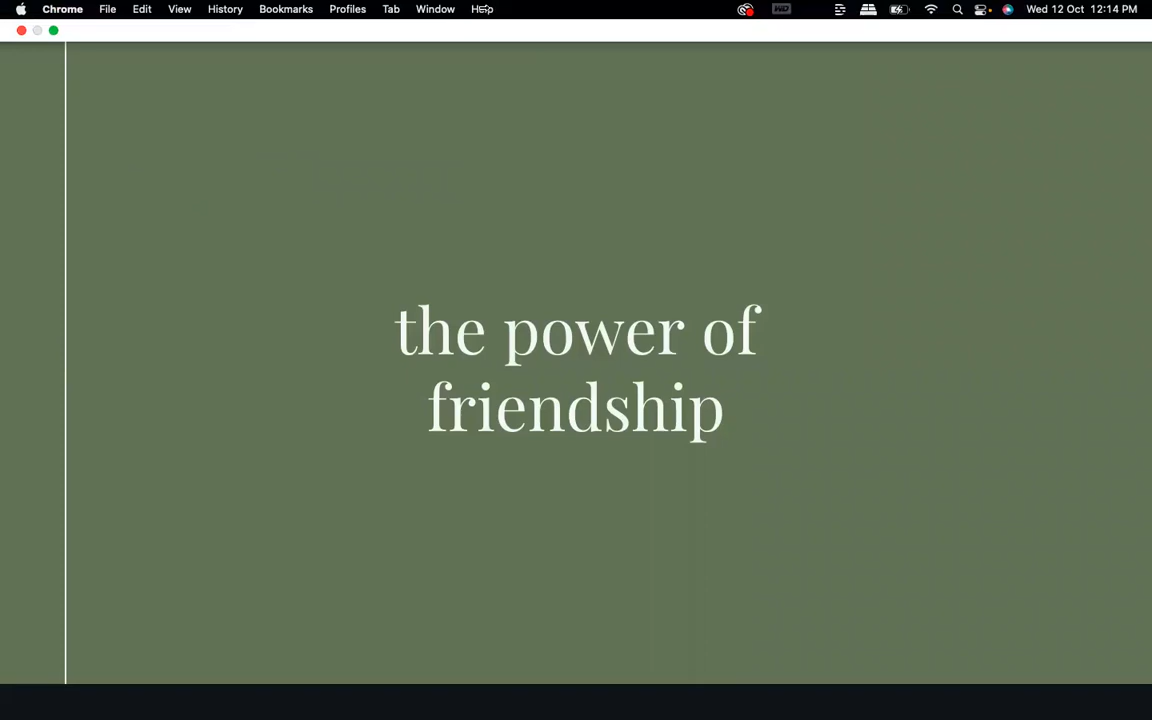 Chrome File Edit View History Bookmarks Profiles Tab Window Help Wed 12 Oct 12:14 PM
the power of
friendship